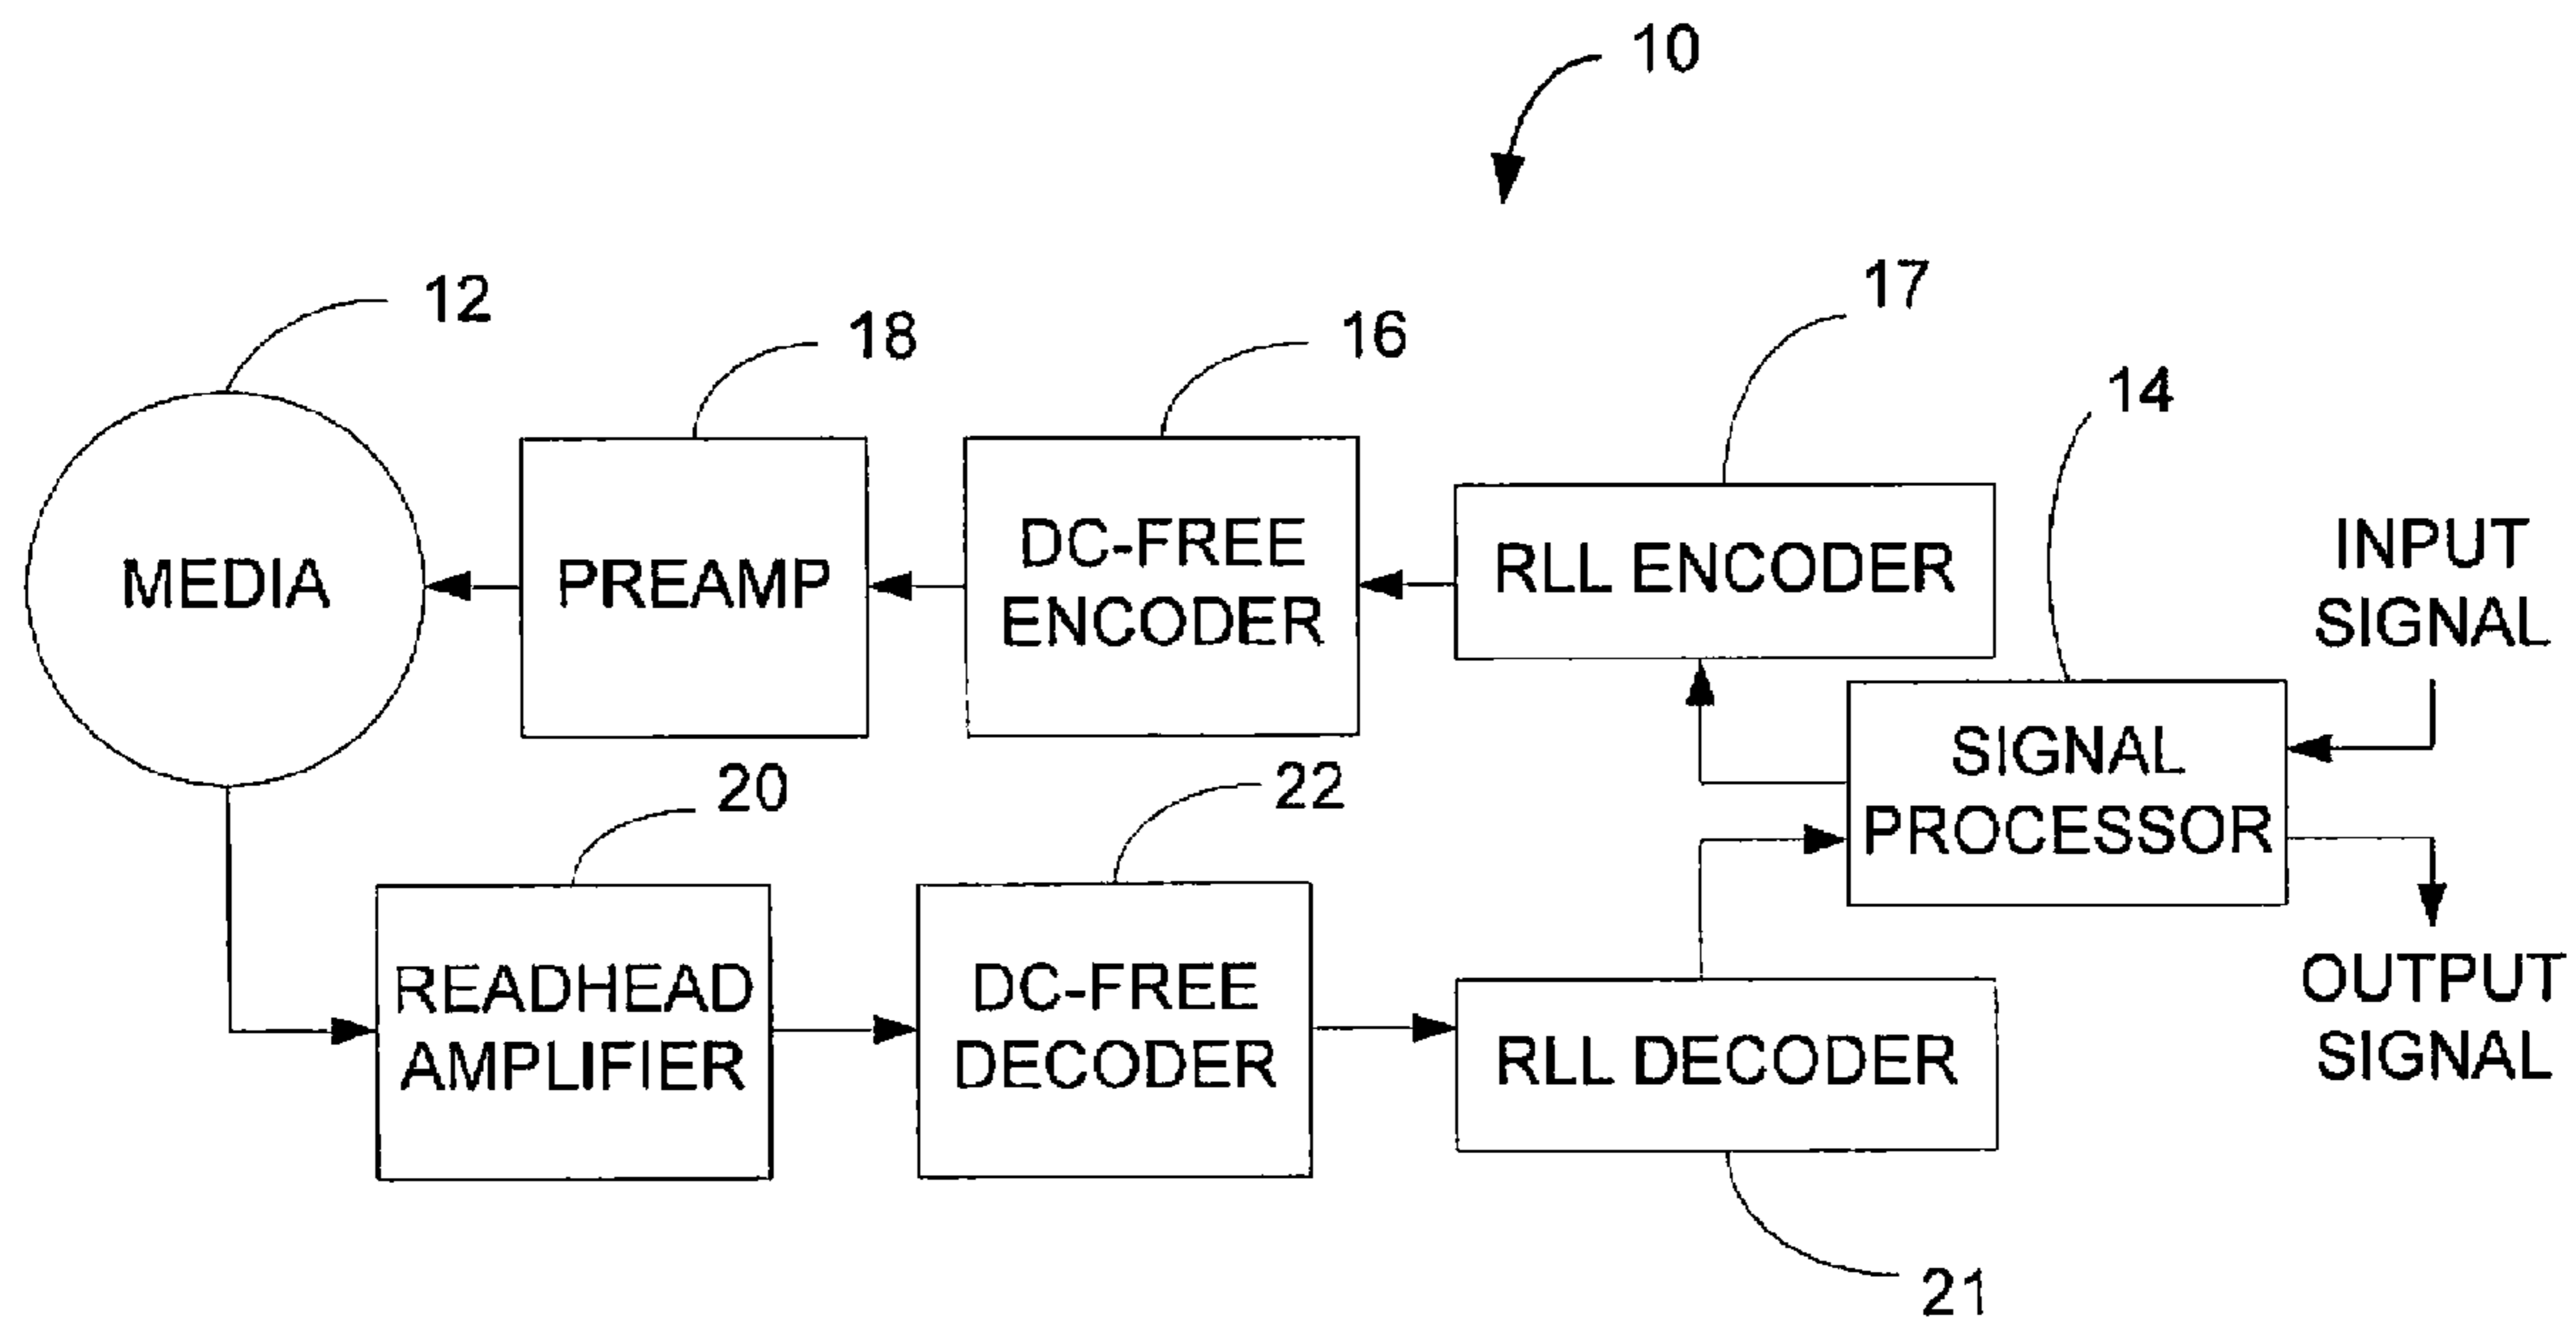 10
12
18
16
17
14
MEDIA
PREAMP
DC-FREE
ENCODER
RLL ENCODER
INPUT
SIGNAL
SIGNAL
PROCESSOR
20
22
READHEAD
AMPLIFIER
DC-FREE
DECODER
RLL DECODER
OUTPUT
SIGNAL
21